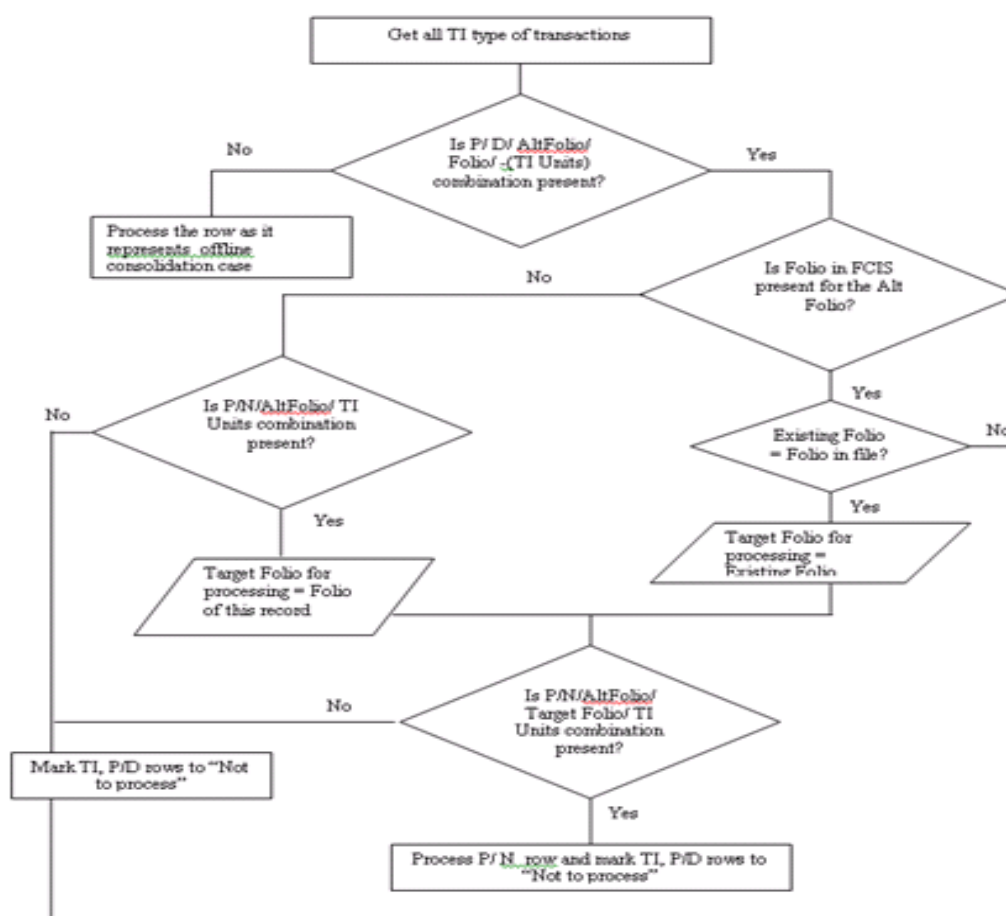 Get all TI type of transactions
Is P/ D/ AltFolio/
Folio/ -(TI Units)
combination present?
No
Yes
Process the row as it
represents offline
consolidation case
Is Folio in FCIS
present for the Alt
Folio?
No
Yes
Is P/N/AltFolio/ TI
Units combination
present?
No
Existing Folio
= Folio in file?
No
Yes
Yes
Target Folio for
processing = Folio
of this record
Target Folio for
processing =
Existing Folio
Is P/N/AltFolio/
Target Folio/ TI
Units combination
present?
No
Mark TI, P/D rows to “Not
to process”
Yes
Process P/ N row and mark TI, P/D rows to
“Not to process”